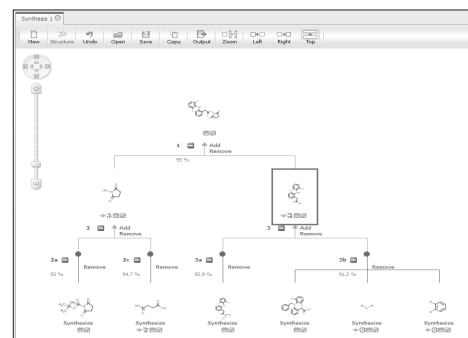 Synthesis 1
New Structure Undo Open Save Copy Output Zoom Left Right Top
1 Add
Remove
95 %
2 Add
Remove
3 Add
Remove
2a Remove
93 %
2c Remove
94.7 %
3a Remove
92.9 %
3b Remove
91.2 %
Synthesize Synthesize Synthesize Synthesize Synthesize Synthesize